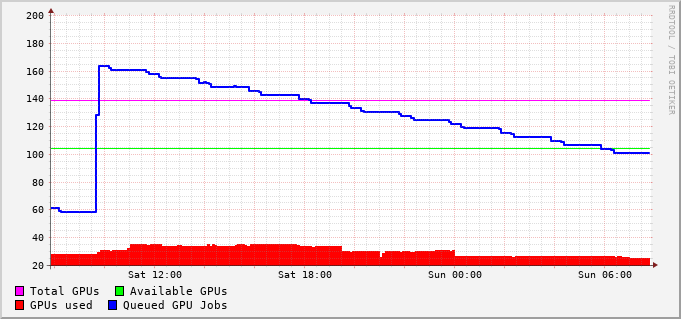 200
180
160
140
120
100
80
60
40
20
Sat 12:00 Sat 18:00 Sun 00:00 Sun 06:00
Total GPUs Available GPUs
GPUs used Queued GPU Jobs
RRDTOOL / TOBI OETIKER